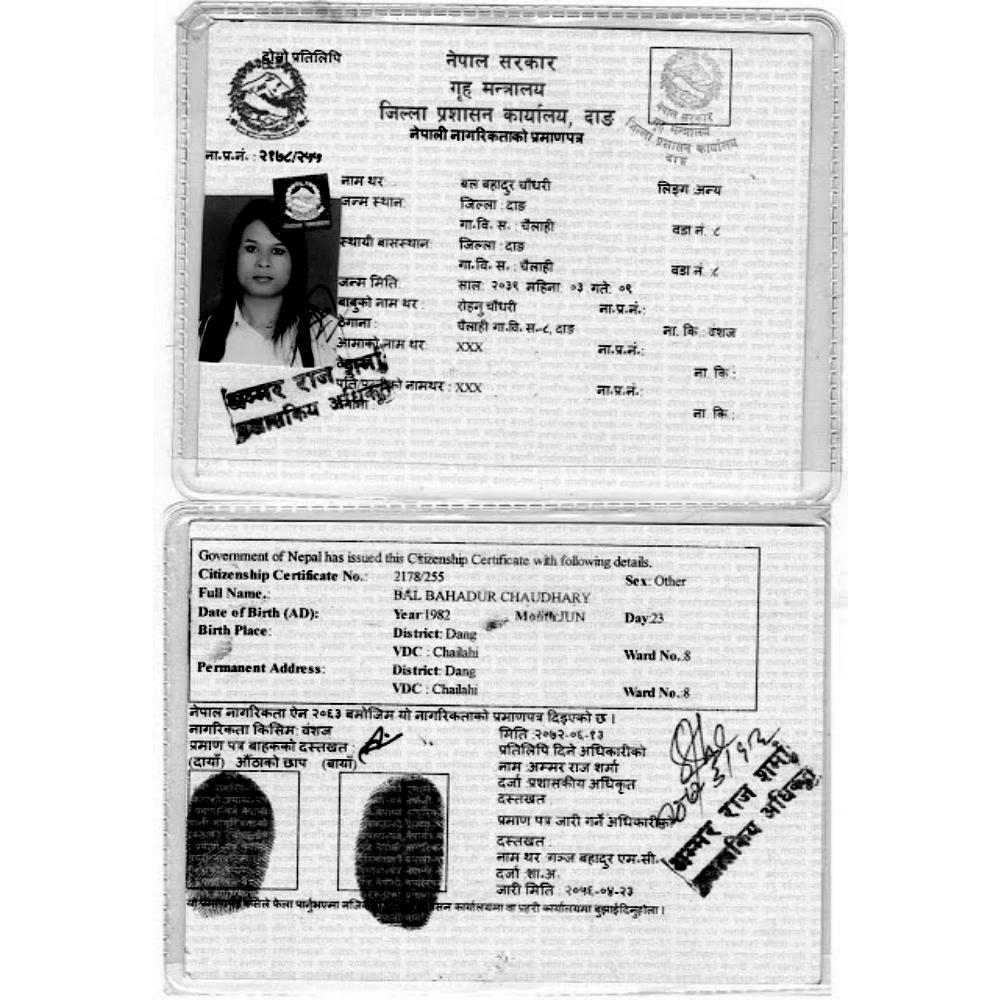 दोस्रो प्रतिलिपि
नेपाल सरकार
गृह मन्त्रालय
जिल्ला प्रशासन कार्यालय, दाङ
नेपाली नागरिकताको प्रमाणपत्र
नेपाल सरकार
गृह मन्त्रालय
जिल्ला प्रशासन कार्यालय
दाङ
ना.प्र.नं. : २१७८/२५५
नाम थर : बल बहादुर चौधरी लिङ्ग अन्य
जन्म स्थान: जिल्ला : दाङ
गा.वि. स. : चैलाही वडा नं. ८
स्थायी बासस्थान: जिल्ला : दाङ
गा.वि. स. : चैलाही वडा नं. ८
जन्म मिति: साल: २०३९ महिना: ०३ गते: ०९
बाबुको नाम थर : रोहनु चौधरी ना.प्र.नं.:
ठेगाना : चैलाही गा.वि. स.-८, दाङ ना. कि : वंशज
आमाको नाम थर: XXX ना.प्र.नं.:
ना कि :
पति पत्नीको नामथर : XXX ना.प्र.नं.:
ठेगाना :
ना कि :
अम्मर राज शर्मा
प्रशासकिय अधिकृत
Government of Nepal has issued this Citizenship Certificate with following details.
Citizenship Certificate No.: 2178/255 Sex: Other
Full Name.: BAL BAHADUR CHAUDHARY
Date of Birth (AD): Year 1982 Month:JUN Day:23
Birth Place: District: Dang
VDC : Chailahi Ward No.:8
Permanent Address: District: Dang
VDC : Chailahi Ward No.:8
नेपाल नागरिकता ऐन २०६३ बमोजिम यो नागरिकताको प्रमाणपत्र दिइएको छ ।
नागरिकता किसिम: वंशज मिति :२०७२-०६-१३
प्रमाण पत्र बाहकको दस्तखत : प्रतिलिपि दिने अधिकारीको
(दायाँ) औंठाको छाप (बायाँ) नाम :अम्मर राज शर्मा
दर्जा :प्रशासकीय अधिकृत
दस्तखत :
प्रमाण पत्र जारी गर्ने अधिकारीको
दस्तखत :
नाम थर :गञ्ज बहादुर एम.सी.
दर्जा :शा.अ.
जारी मिति : २०५६-०४-२३
अम्मर राज शर्मा
प्रशासकिय अधिकृत
यो फेला पार्नुभएमा कार्यालयमा वा प्रहरी कार्यालयमा बुझाईदिनुहोला ।